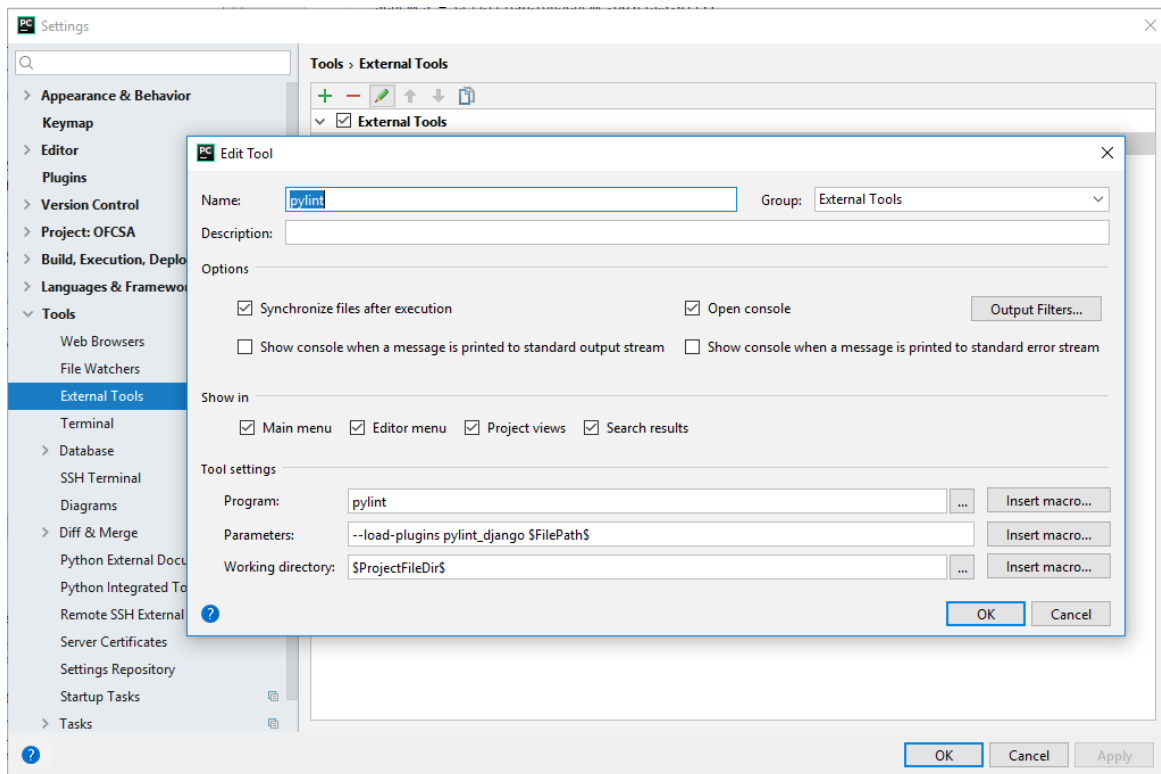 PC Settings
Tools › External Tools
Appearance & Behavior
Keymap
Editor
Plugins
Version Control
Project: OFCSA
Build, Execution, Deplo
Languages & Framewor
Tools
Web Browsers
File Watchers
External Tools
Terminal
Database
SSH Terminal
Diagrams
Diff & Merge
Python External Docu
Python Integrated To
Remote SSH External
Server Certificates
Settings Repository
Startup Tasks
Tasks
External Tools
PC Edit Tool
Name: pylint Group: External Tools
Description:
Options
Synchronize files after execution Open console Output Filters...
Show console when a message is printed to standard output stream Show console when a message is printed to standard error stream
Show in
Main menu Editor menu Project views Search results
Tool settings
Program: pylint ... Insert macro...
Parameters: --load-plugins pylint_django $FilePath$ Insert macro...
Working directory: $ProjectFileDir$ ... Insert macro...
? OK Cancel
? OK Cancel Apply